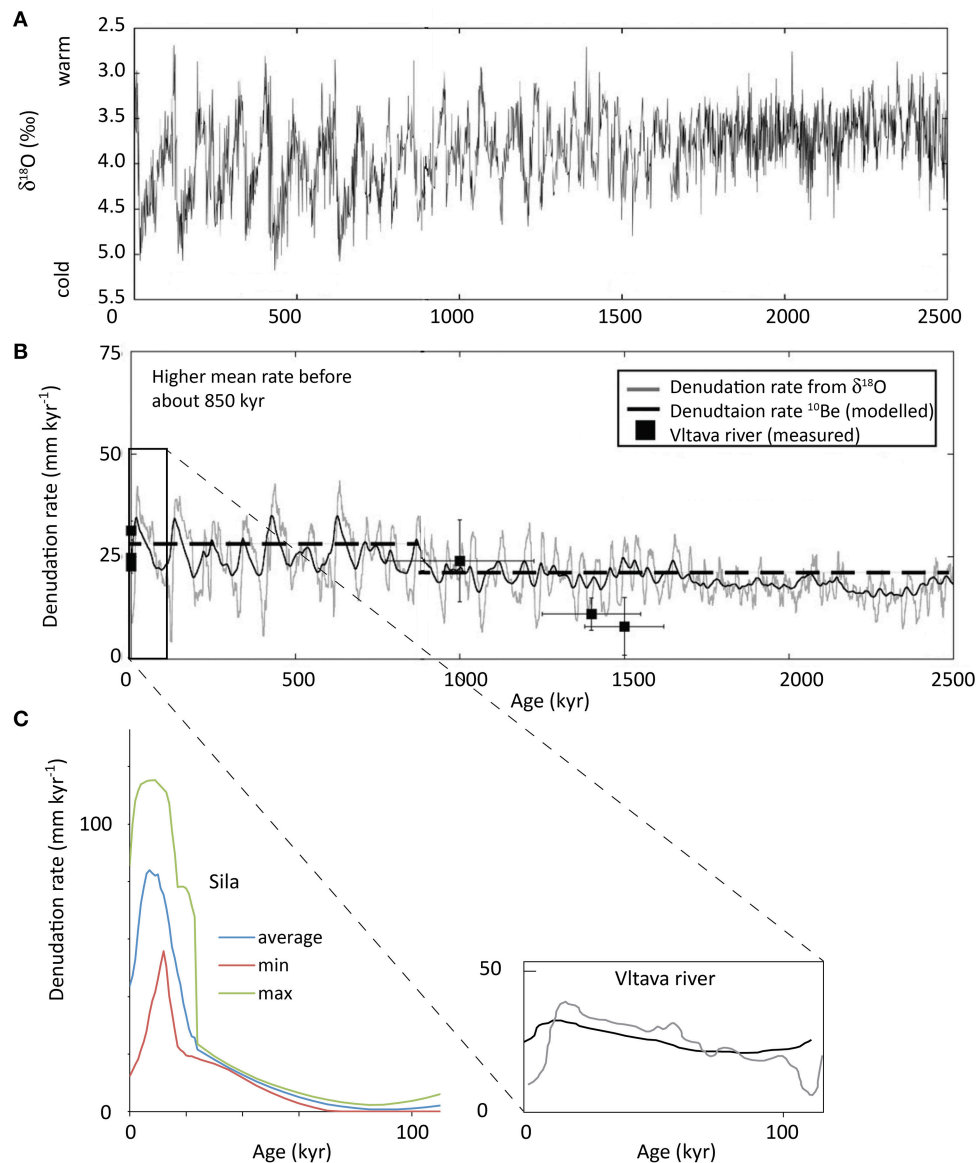 A
warm
cold
δ18O (‰)
2.5
3.0
3.5
4.0
4.5
5.0
5.5
0
500
1000
1500
2000
2500
B
Denudation rate (mm kyr-1)
75
50
25
0
Higher mean rate before
about 850 kyr
Denudation rate from δ18O
Denudtaion rate 10Be (modelled)
Vltava river (measured)
0
500
1000
1500
2000
2500
Age (kyr)
C
Denudation rate (mm kyr-1)
100
0
Sila
average
min
max
0
100
Age (kyr)
Vltava river
50
0
0
100
Age (kyr)